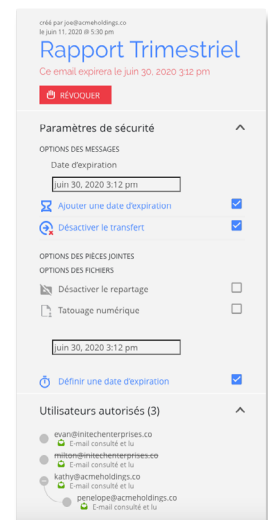 créé par joe@acmeholdings.co
le juin 11, 2020 @ 5:30 pm
Rapport Trimestriel
Ce email expirera le juin 30, 2020 3:12 pm
RÉVOQUER
Paramètres de sécurité
OPTIONS DES MESSAGES
Date d'expiration
juin 30, 2020 3:12 pm
Ajouter une date d'expiration
Désactiver le transfert
OPTIONS DES PIÈCES JOINTES
OPTIONS DES FICHIERS
Désactiver le repartage
Tatouage numérique
juin 30, 2020 3:12 pm
Définir une date d'expiration
Utilisateurs autorisés (3)
evan@initechenterprises.co
E-mail consulté et lu
milton@initechenterprises.co
E-mail consulté et lu
kathy@acmeholdings.co
E-mail consulté et lu
penelope@acmeholdings.co
E-mail consulté et lu